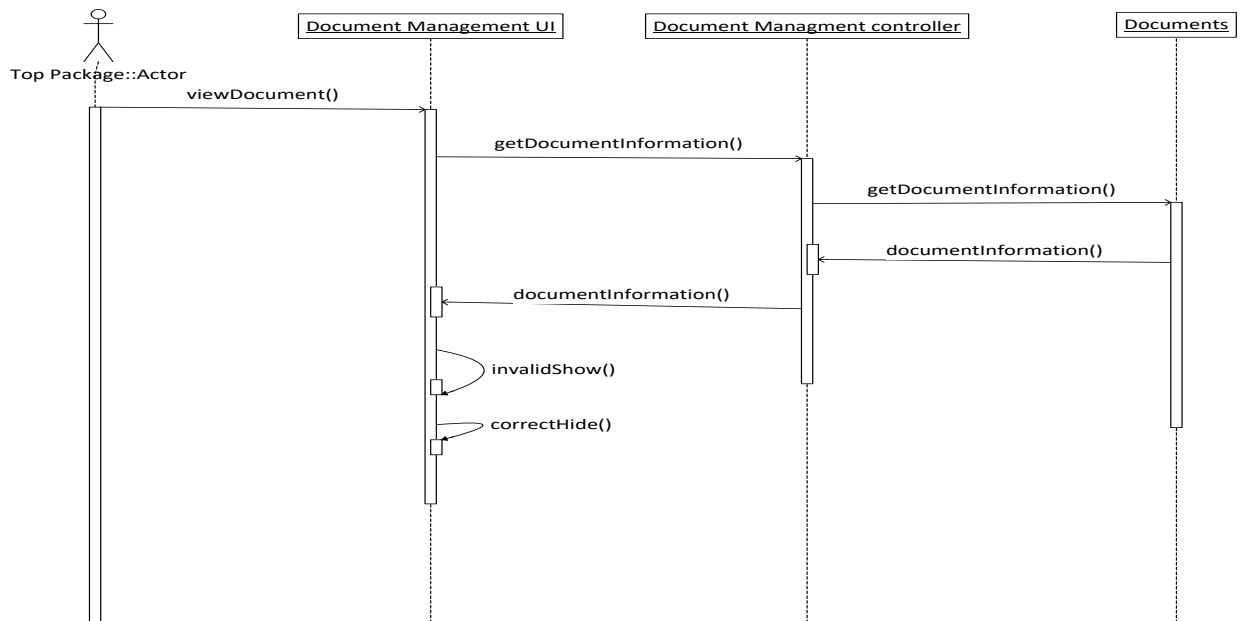 Document Management UI
Document Managment controller
Documents
Top Package::Actor
viewDocument()
getDocumentInformation()
getDocumentInformation()
documentInformation()
documentInformation()
invalidShow()
correctHide()